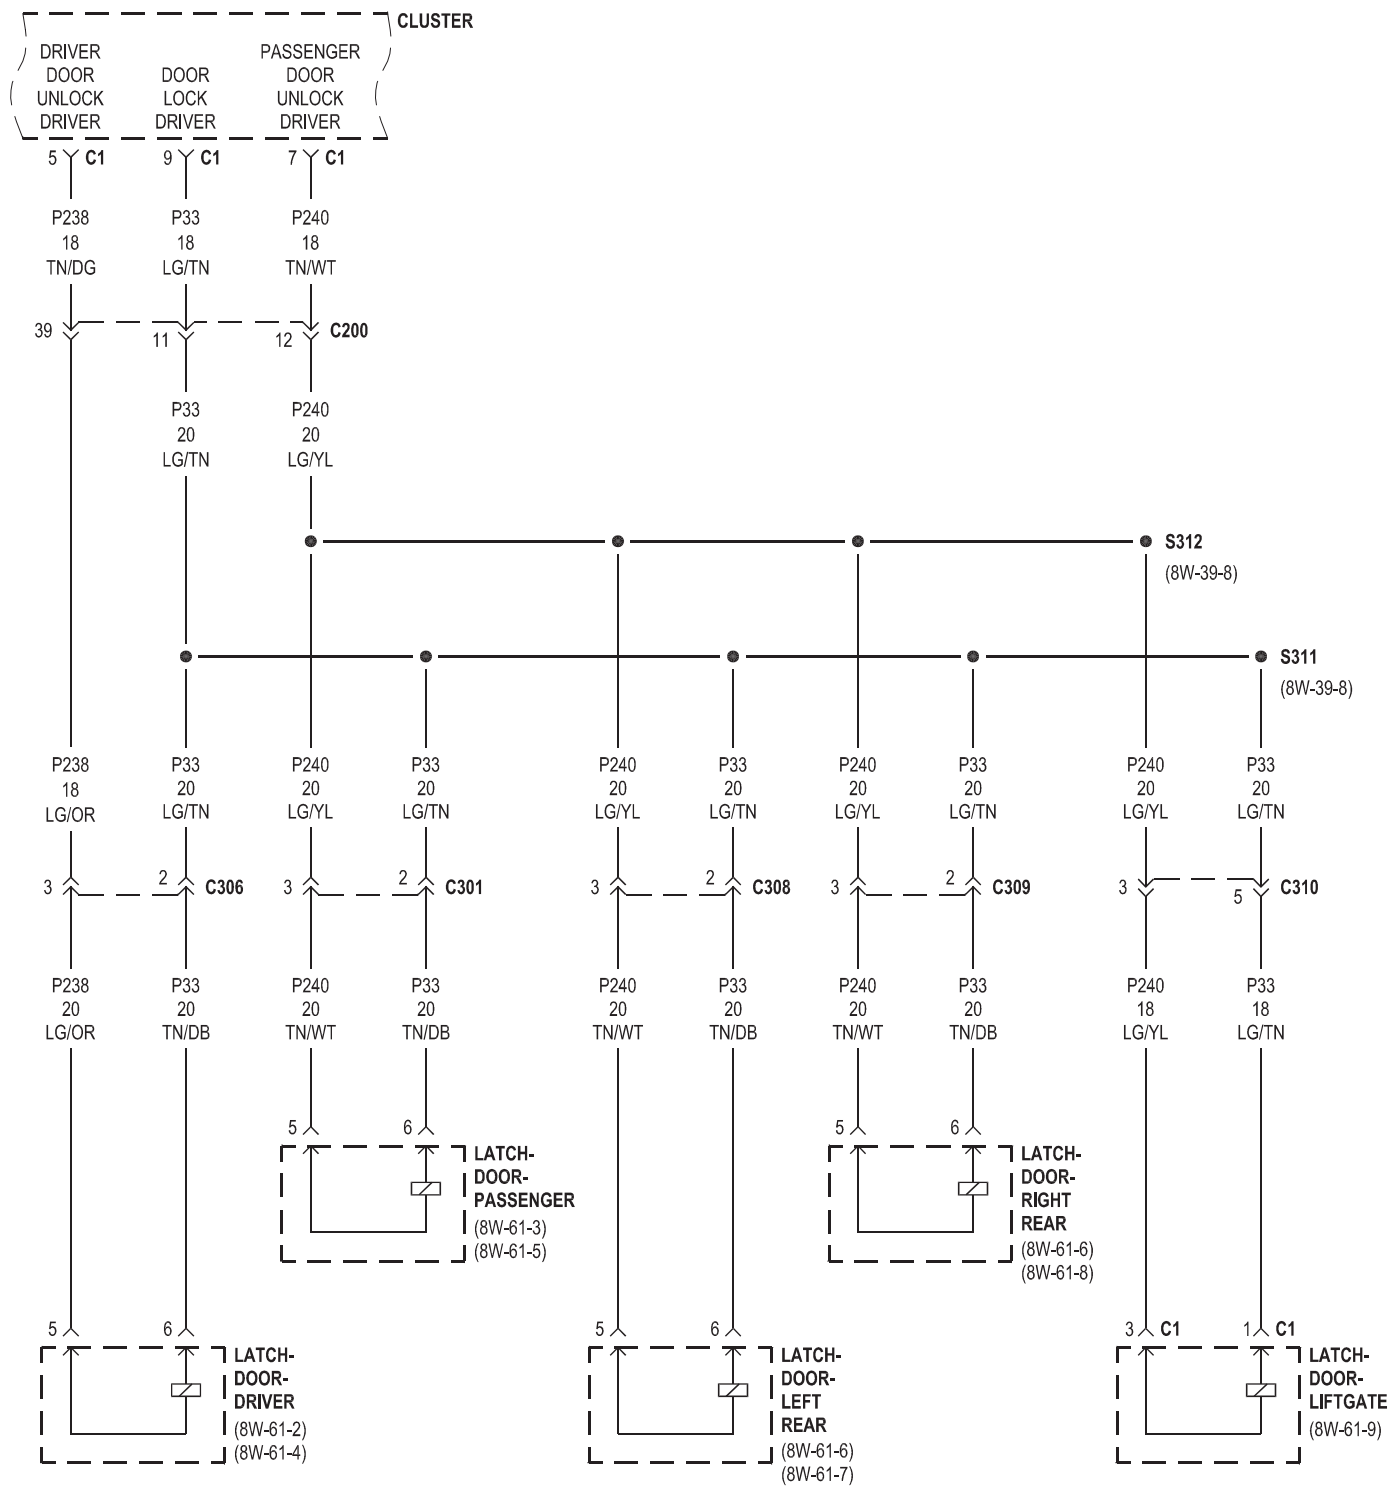 CLUSTER
DRIVER
DOOR
UNLOCK
DRIVER
DOOR
LOCK
DRIVER
PASSENGER
DOOR
UNLOCK
DRIVER
5 C1 9 C1 7 C1
P238 P33 P240
18 18 18
TN/DG LG/TN TN/WT
39 11 12 C200
P33 P240
20 20
LG/TN LG/YL
S312
(8W-39-8)
S311
(8W-39-8)
P238 P33 P240 P33 P240 P33 P240 P33 P240 P33
18 20 20 20 20 20 20 20 20 20
LG/OR LG/TN LG/YL LG/TN LG/YL LG/TN LG/YL LG/TN LG/YL LG/TN
3 2 C306 3 2 C301 3 2 C308 3 2 C309 3 5 C310
P238 P33 P240 P33 P240 P33 P240 P33 P240 P33
20 20 20 20 20 20 20 20 18 18
LG/OR TN/DB TN/WT TN/DB TN/WT TN/DB TN/WT TN/DB LG/YL LG/TN
5 6
LATCH-
DOOR-
PASSENGER
(8W-61-3)
(8W-61-5)
5 6
LATCH-
DOOR-
RIGHT
REAR
(8W-61-6)
(8W-61-8)
5 6
LATCH-
DOOR-
DRIVER
(8W-61-2)
(8W-61-4)
5 6
LATCH-
DOOR-
LEFT
REAR
(8W-61-6)
(8W-61-7)
3 C1 1 C1
LATCH-
DOOR-
LIFTGATE
(8W-61-9)